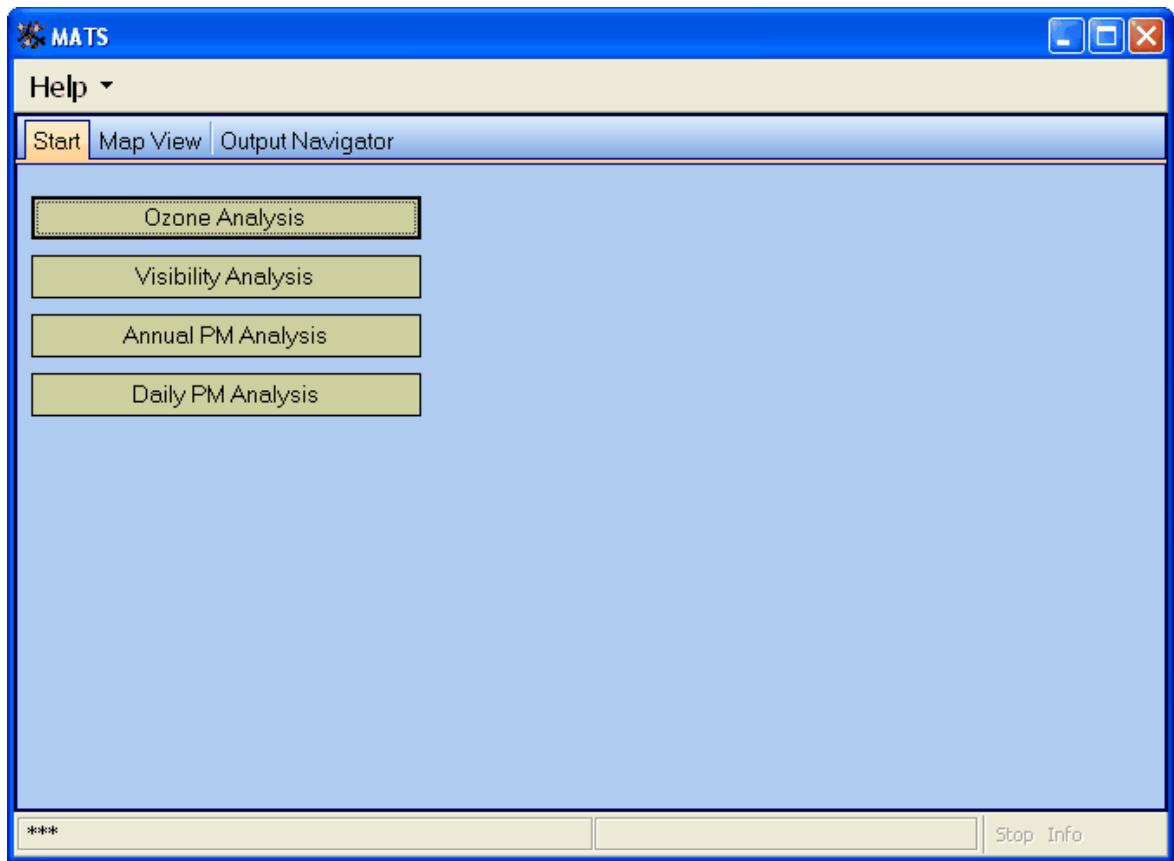 MATS
Help
Start Map View Output Navigator
Ozone Analysis
Visibility Analysis
Annual PM Analysis
Daily PM Analysis
*** Stop Info